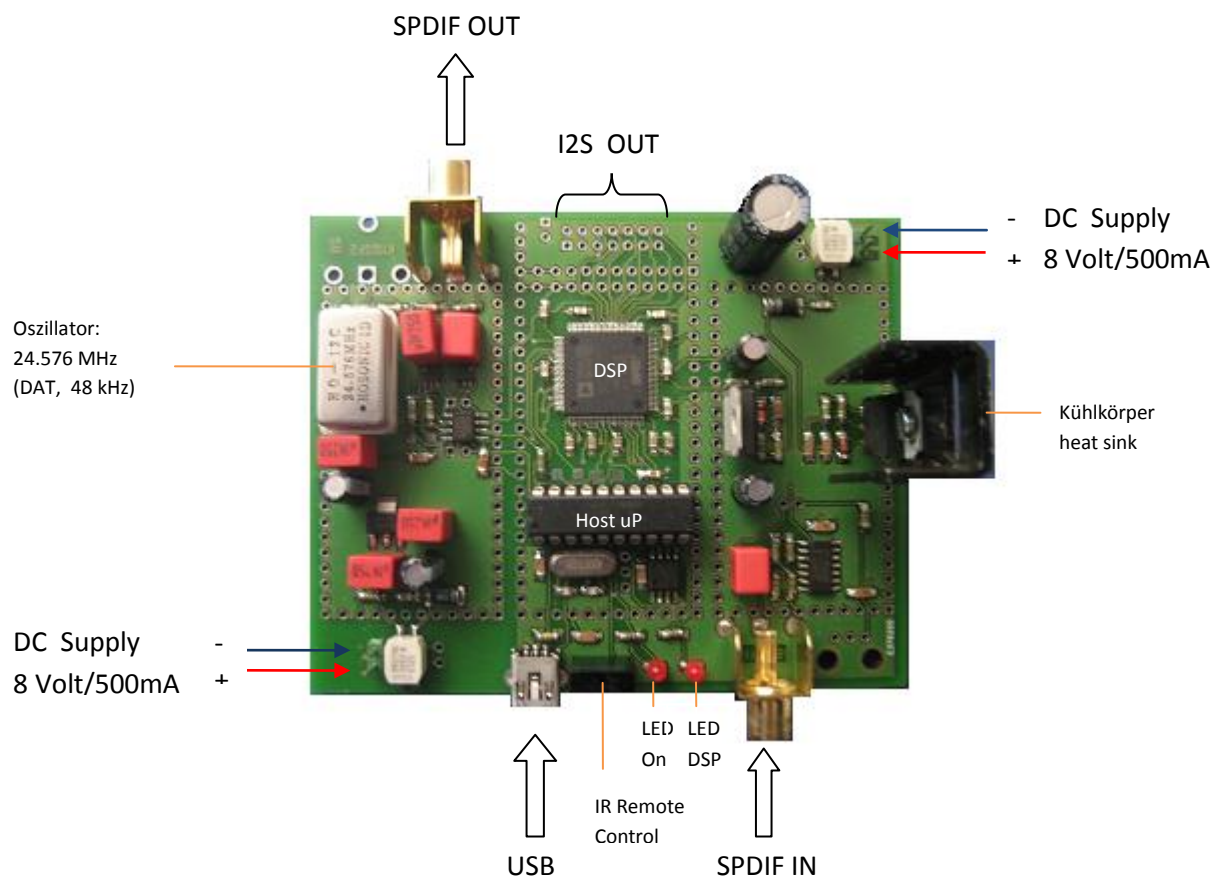 SPDIF OUT
I2S OUT
- DC Supply
+ 8 Volt/500mA
Oszillator:
24.576 MHz
(DAT, 48 kHz)
DSP
Kühlkörper
heat sink
Host uP
DC Supply -
8 Volt/500mA +
LED LED
On DSP
IR Remote
Control
USB
SPDIF IN